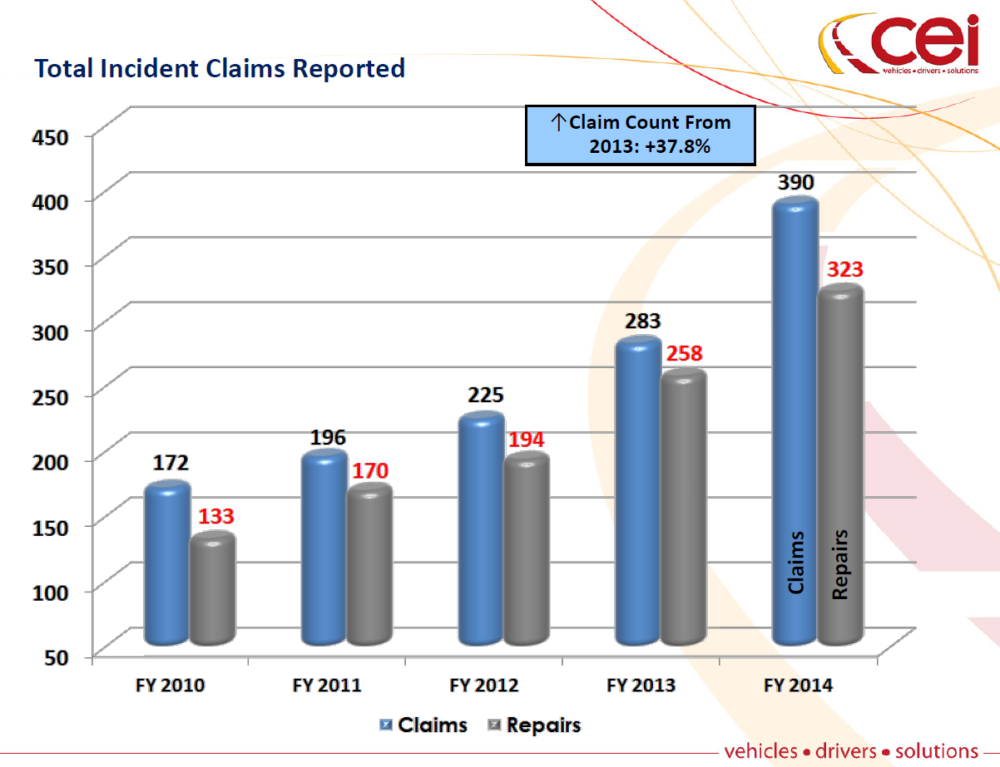 cei
vehicles • drivers • solutions
Total Incident Claims Reported
↑Claim Count From
2013: +37.8%
450
400
350
300
250
200
150
100
50
172
133
196
170
225
194
283
258
390
323
Claims
Repairs
FY 2010
FY 2011
FY 2012
FY 2013
FY 2014
Claims
Repairs
vehicles • drivers • solutions